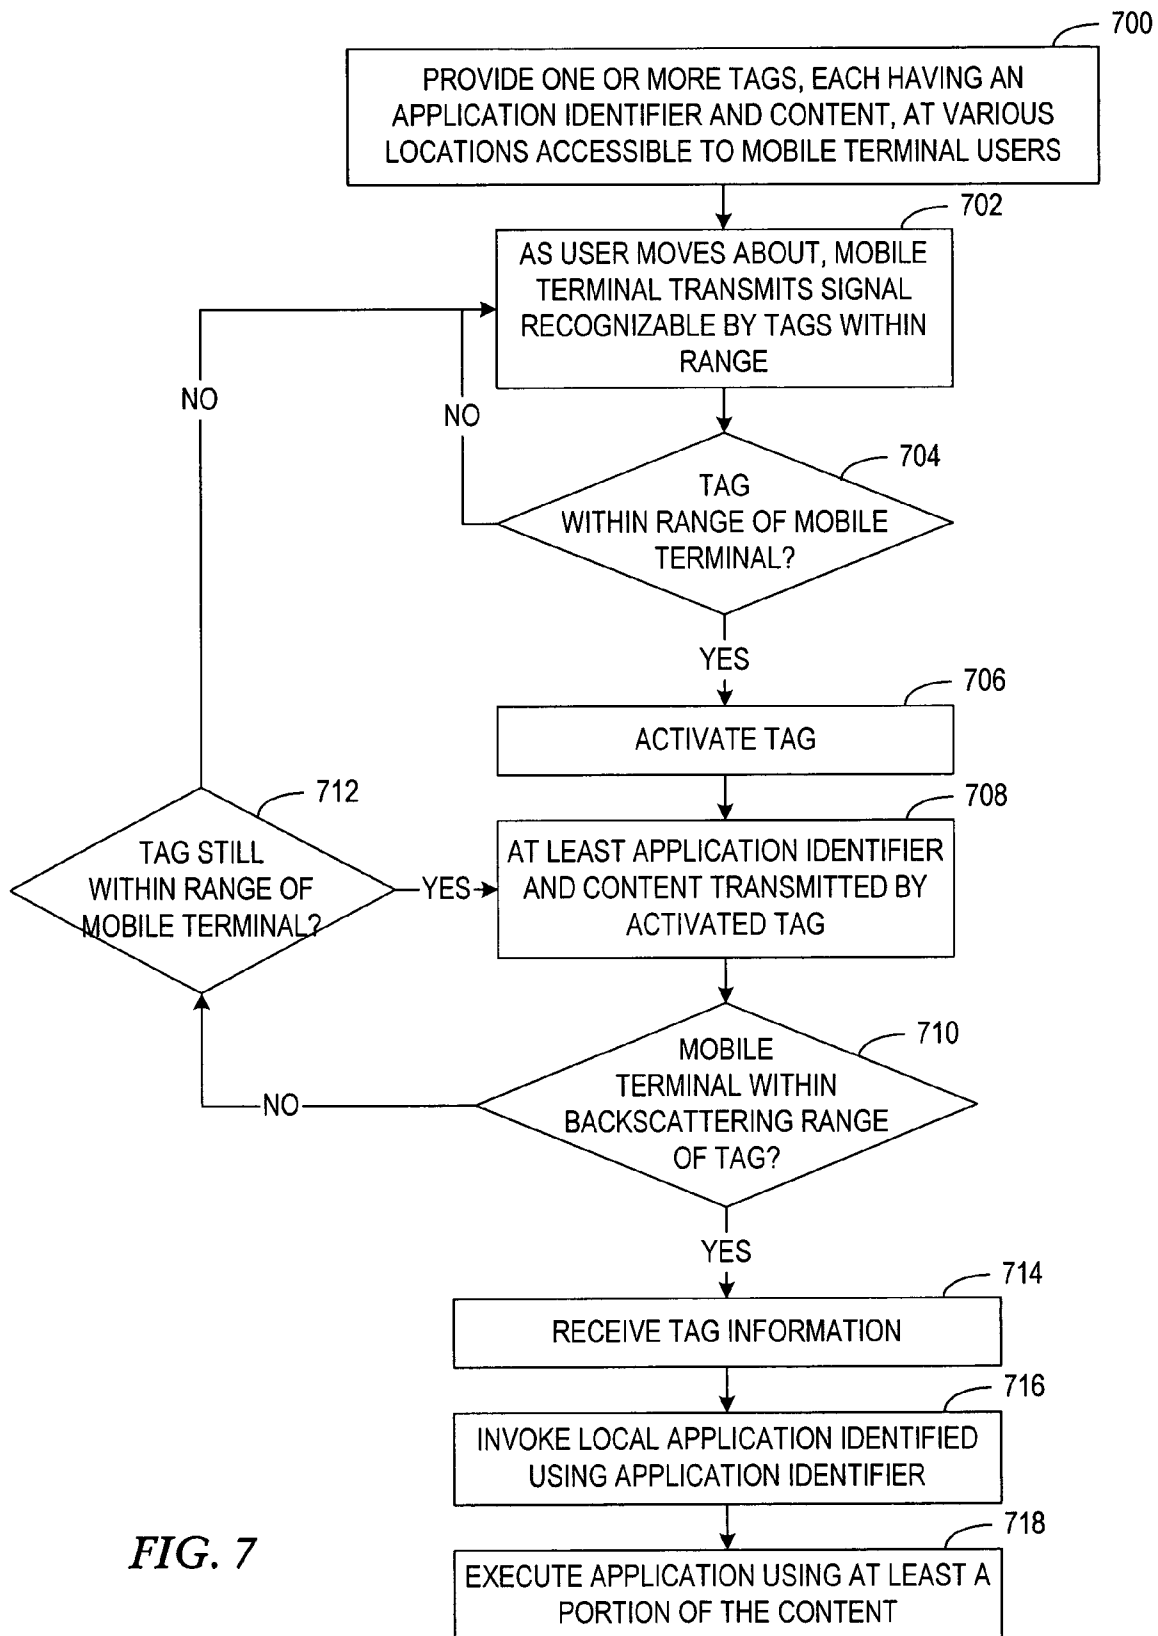 700
PROVIDE ONE OR MORE TAGS, EACH HAVING AN
APPLICATION IDENTIFIER AND CONTENT, AT VARIOUS
LOCATIONS ACCESSIBLE TO MOBILE TERMINAL USERS
702
AS USER MOVES ABOUT, MOBILE
TERMINAL TRANSMITS SIGNAL
RECOGNIZABLE BY TAGS WITHIN
RANGE
NO
NO
704
TAG
WITHIN RANGE OF MOBILE
TERMINAL?
YES
706
ACTIVATE TAG
712
TAG STILL
WITHIN RANGE OF
MOBILE TERMINAL?
YES
708
AT LEAST APPLICATION IDENTIFIER
AND CONTENT TRANSMITTED BY
ACTIVATED TAG
710
MOBILE
TERMINAL WITHIN
BACKSCATTERING RANGE
OF TAG?
NO
YES
714
RECEIVE TAG INFORMATION
716
INVOKE LOCAL APPLICATION IDENTIFIED
USING APPLICATION IDENTIFIER
718
EXECUTE APPLICATION USING AT LEAST A
PORTION OF THE CONTENT
FIG. 7